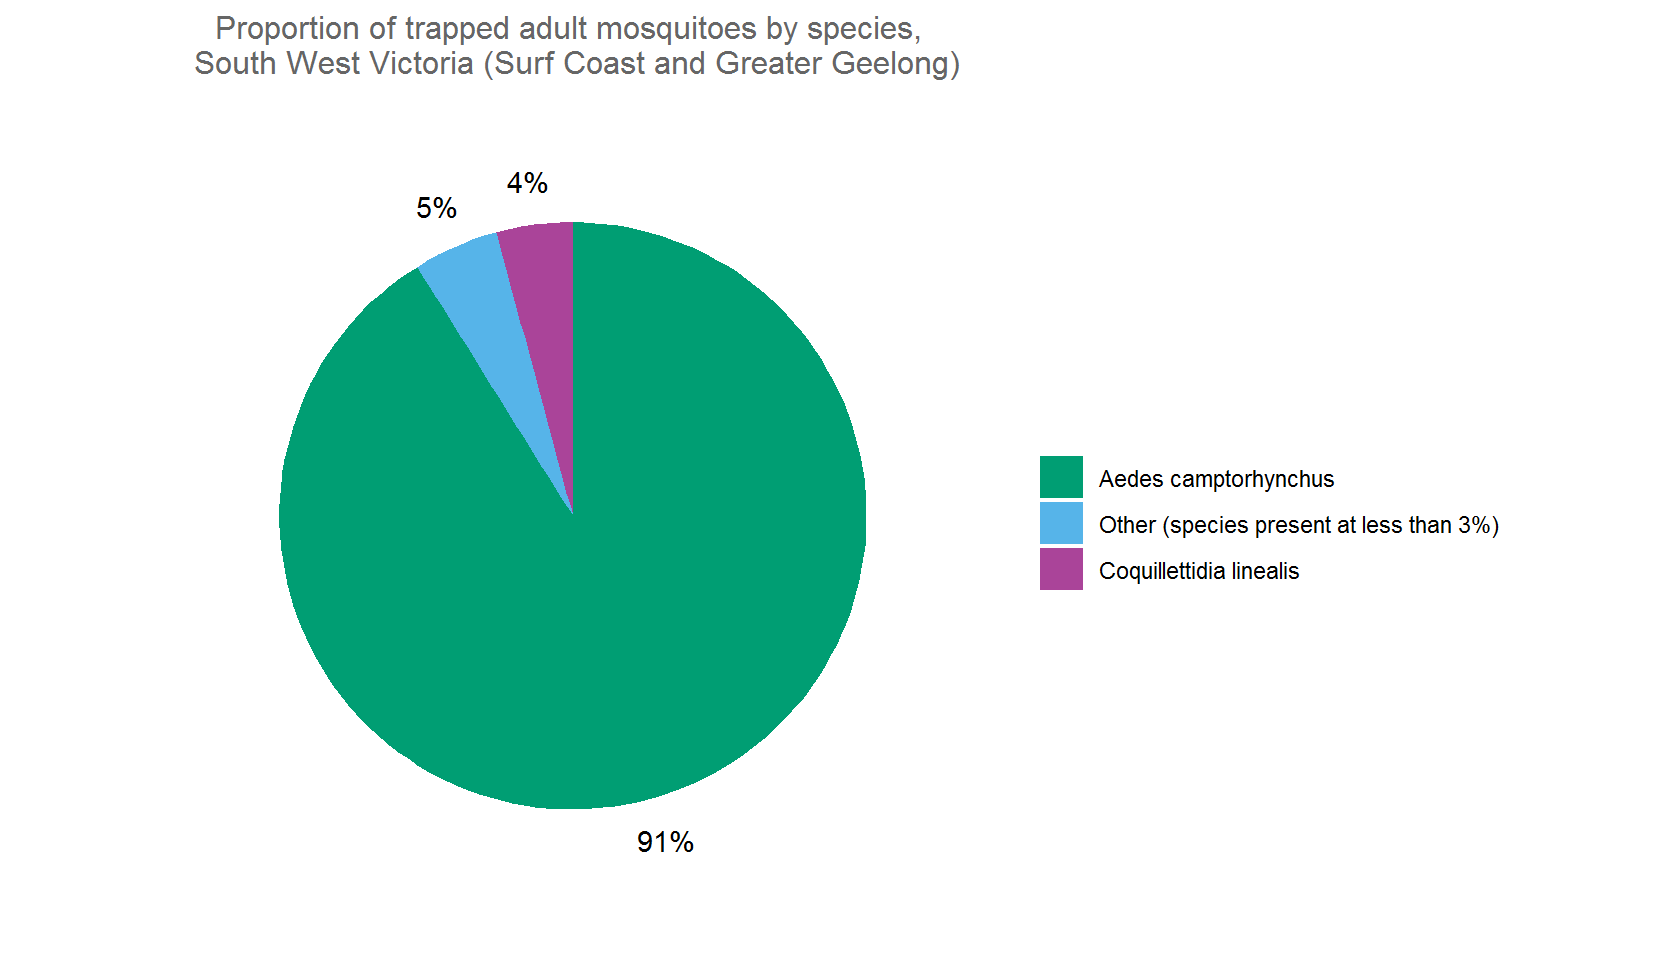 Proportion of trapped adult mosquitoes by species,
South West Victoria (Surf Coast and Greater Geelong)
4%
5%
Aedes camptorhynchus
Other (species present at less than 3%)
Coquillettidia linealis
91%